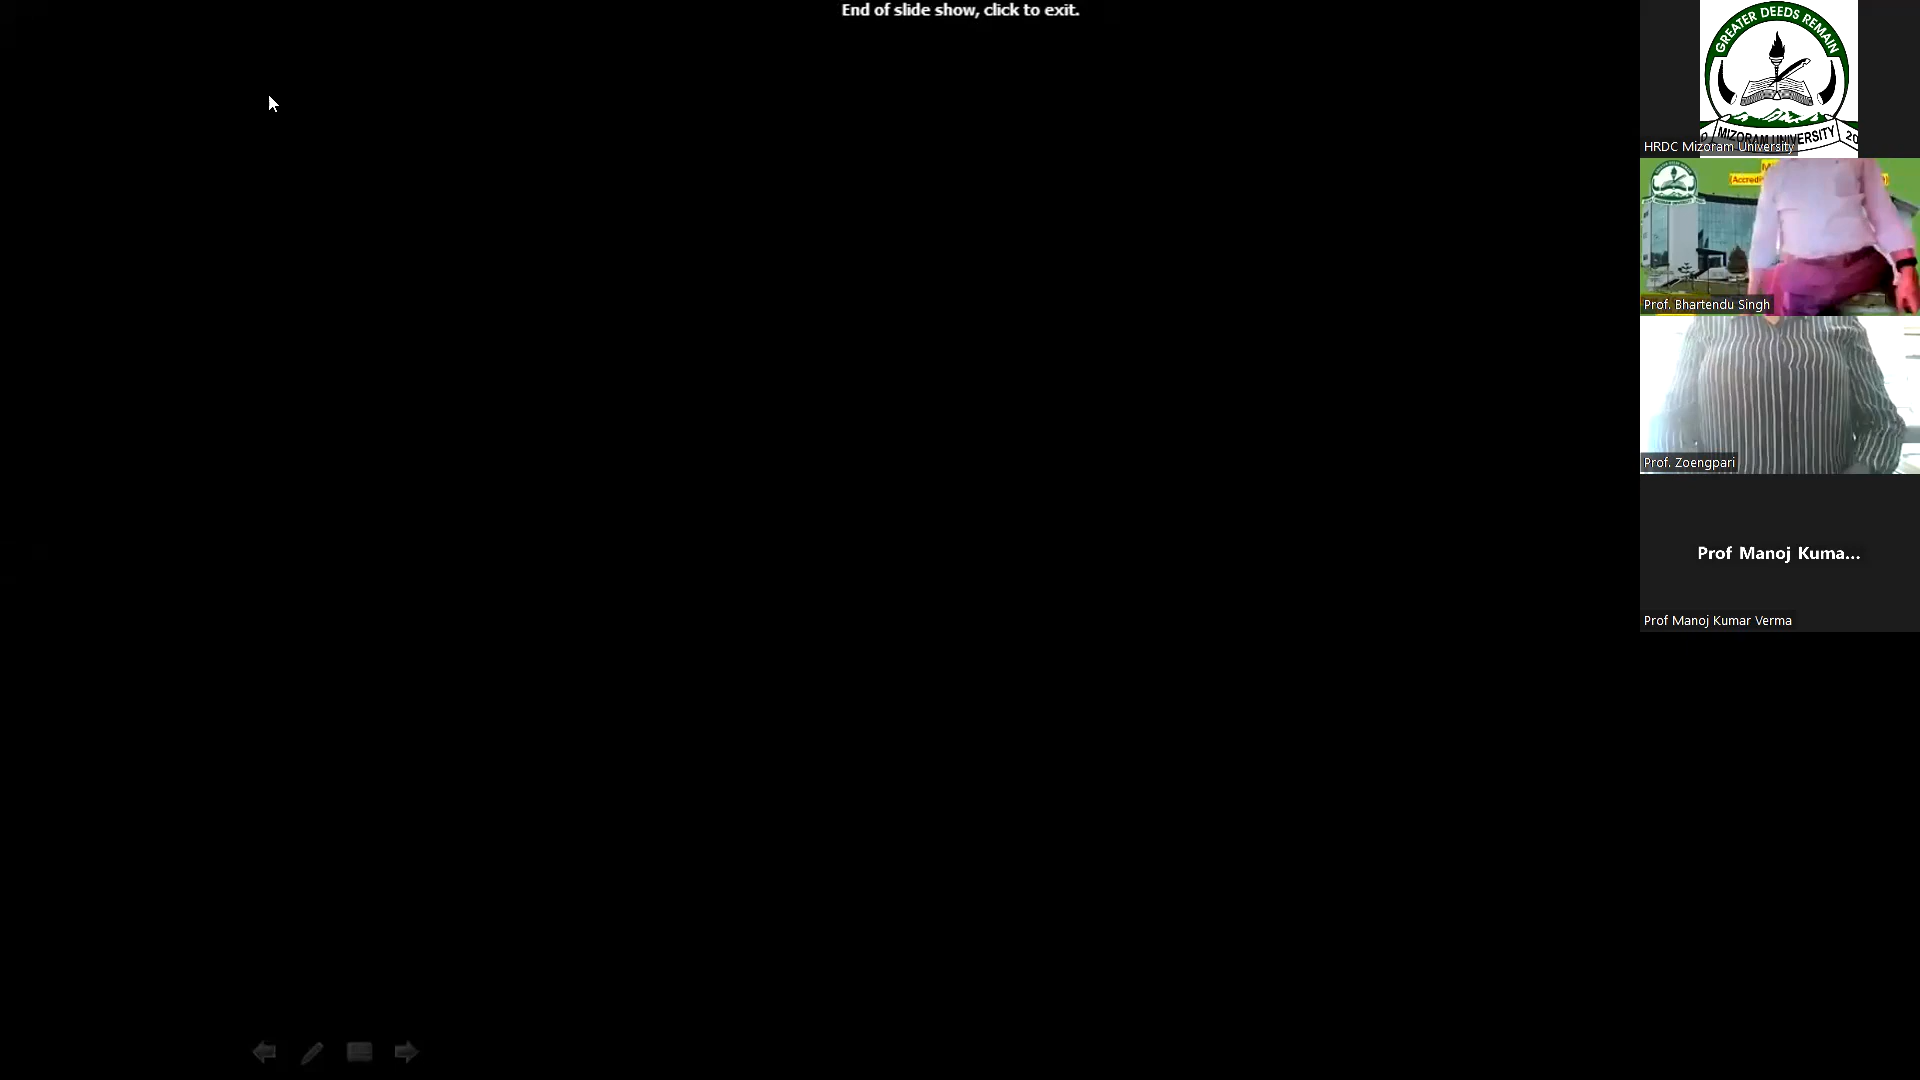 End of slide show, click to exit.
GREATER DEEDS REMAIN
MIZORAM UNIVERSITY
HRDC Mizoram University
Prof. Bhartendu Singh
Prof. Zoengpari
Prof Manoj Kuma...
Prof Manoj Kumar Verma